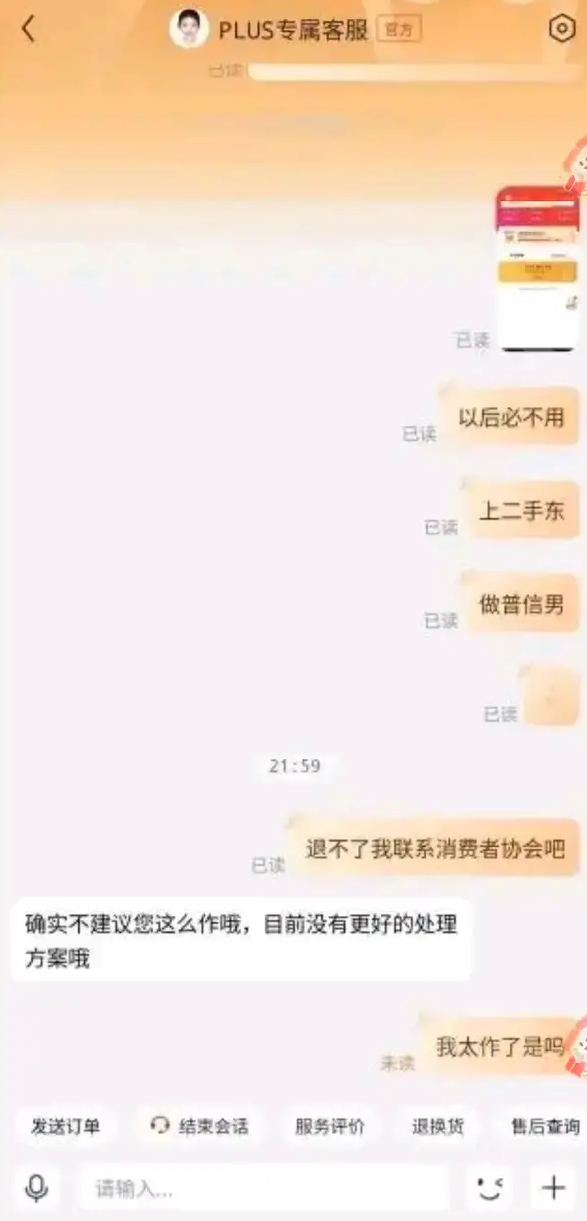 PLUS专属客服 官方
已读
已读
以后必不用
已读
上二手东
已读
做普信男
已读
已读
21:59
退不了我联系消费者协会吧
已读
确实不建议您这么作哦，目前没有更好的处理
方案哦
我太作了是吗
未读
发送订单 结束会话 服务评价 退换货 售后查询
请输入...